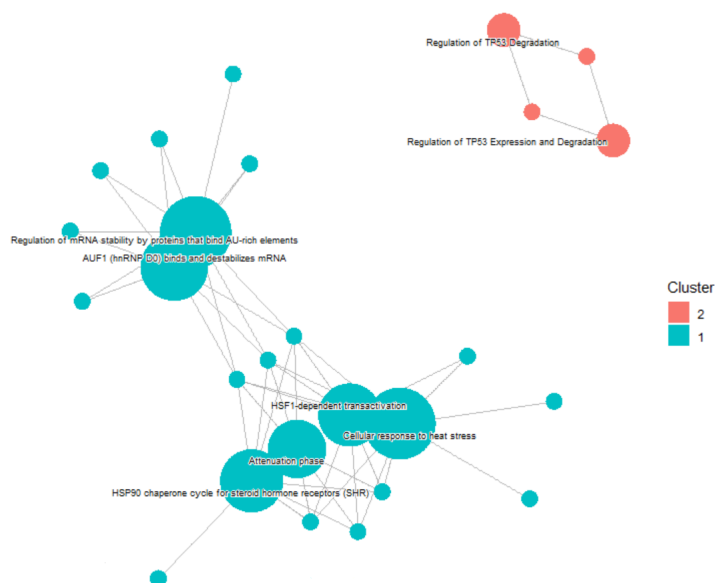 Regulation of TP53 Degradation
Regulation of TP53 Expression and Degradation
Regulation of mRNA stability by proteins that bind AU-rich elements
AUF1 (hnRNP D0) binds and destabilizes mRNA
Cluster
2
1
HSF1-dependent transactivation
Cellular response to heat stress
Attenuation phase
HSP90 chaperone cycle for steroid hormone receptors (SHR)